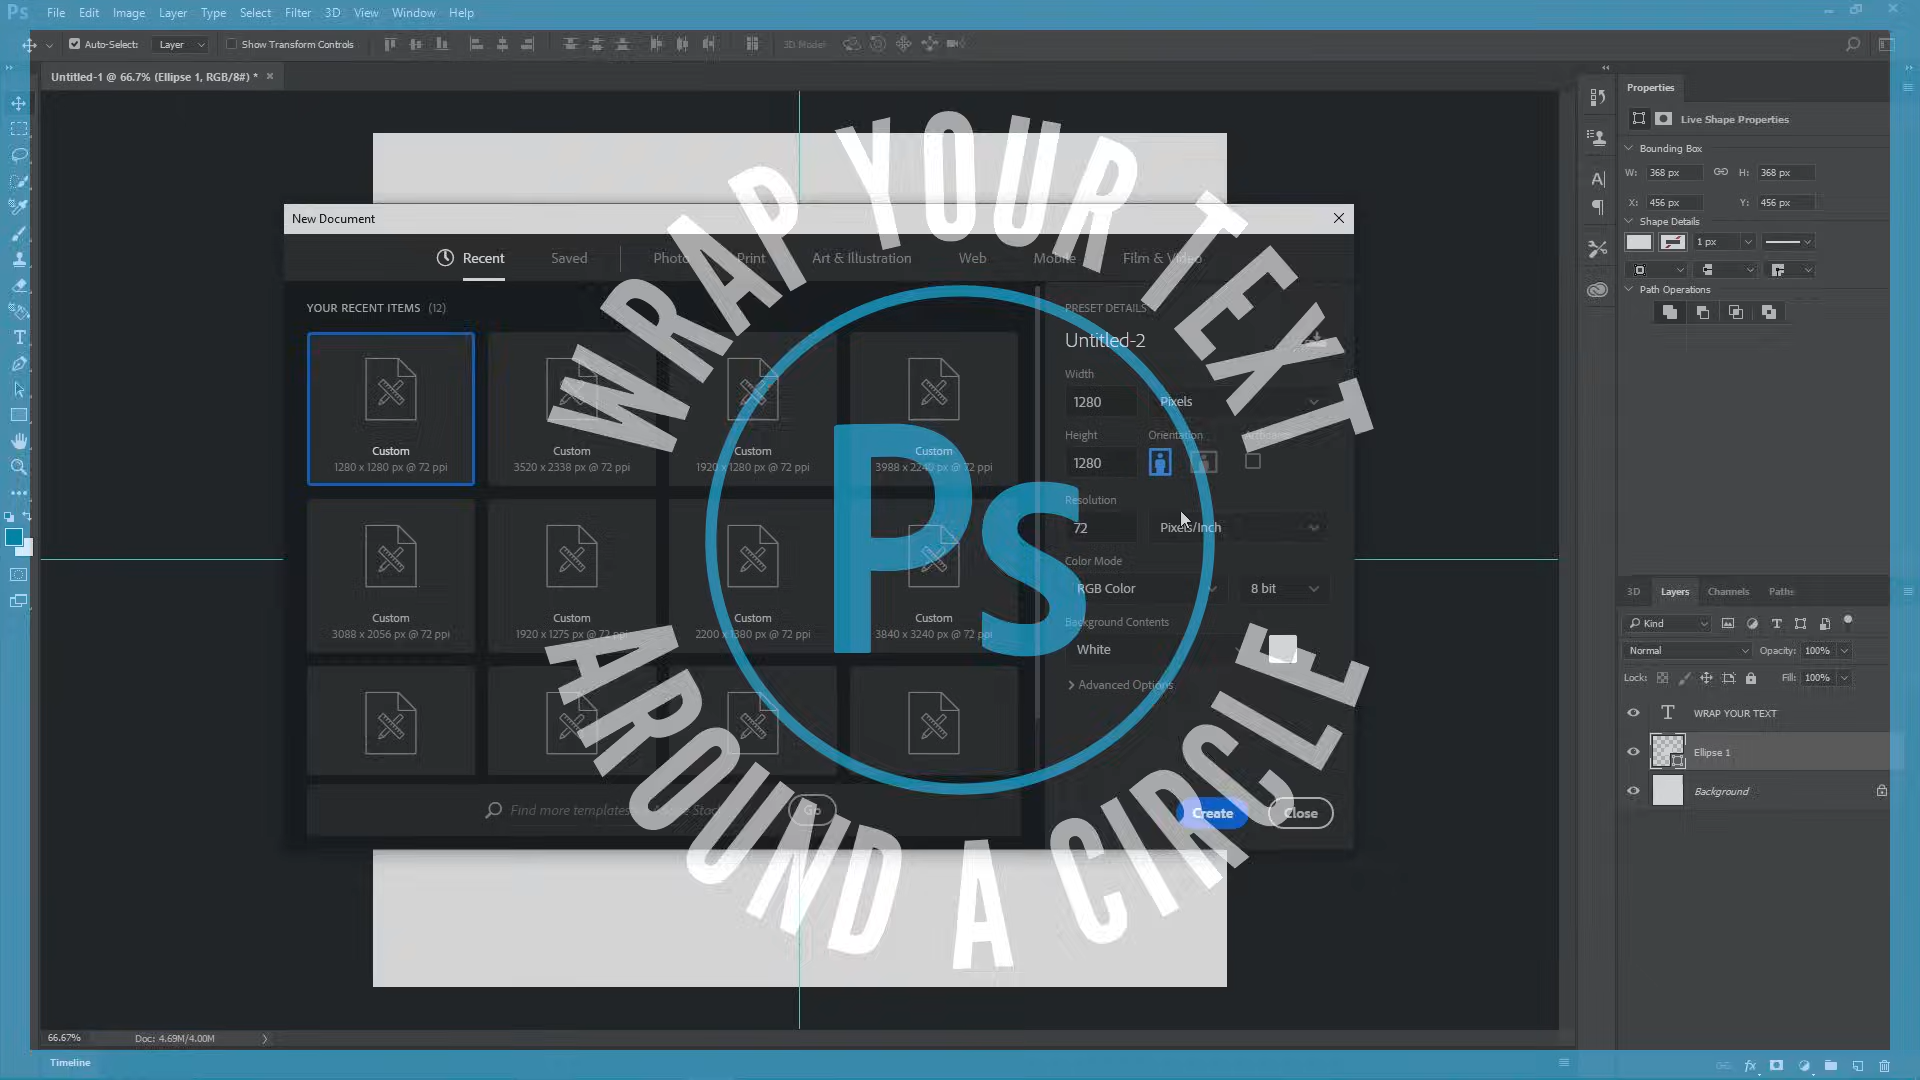 Ps File Edit Image Layer Type Select Filter 3D View Window Help
Auto-Select: Layer Show Transform Controls 3D Model
Untitled-1 @ 66.7% (Ellipse 1, RGB/8#) *
WRAP YOUR TEXT
Ps
AROUND A CIRCLE
New Document
Recent Saved Photo Print Art & Illustration Web Mobile Film & Video
YOUR RECENT ITEMS (12)
Custom
1280 x 1280 px @ 72 ppi
Custom
3520 x 2338 px @ 72 ppi
Custom
1920 x 1280 px @ 72 ppi
Custom
3988 x 2240 px @ 72 ppi
Custom
3088 x 2056 px @ 72 ppi
Custom
1920 x 1275 px @ 72 ppi
Custom
2200 x 1380 px @ 72 ppi
Custom
3840 x 3240 px @ 72 ppi
Find more templates
Go
PRESET DETAILS
Untitled-2
Width
1280 Pixels
Height Orientation
1280
Resolution
72 Pixels/Inch
Color Mode
RGB Color 8 bit
Background Contents
White
Advanced Options
Create Close
Properties
Live Shape Properties
Bounding Box
W: 368 px H: 368 px
X: 456 px Y: 456 px
Shape Details
1 px
Path Operations
3D Layers Channels Paths
Kind
Normal Opacity: 100%
Lock: Fill: 100%
T WRAP YOUR TEXT
Ellipse 1
Background
66.67% Doc: 4.69M/4.00M
Timeline
fx